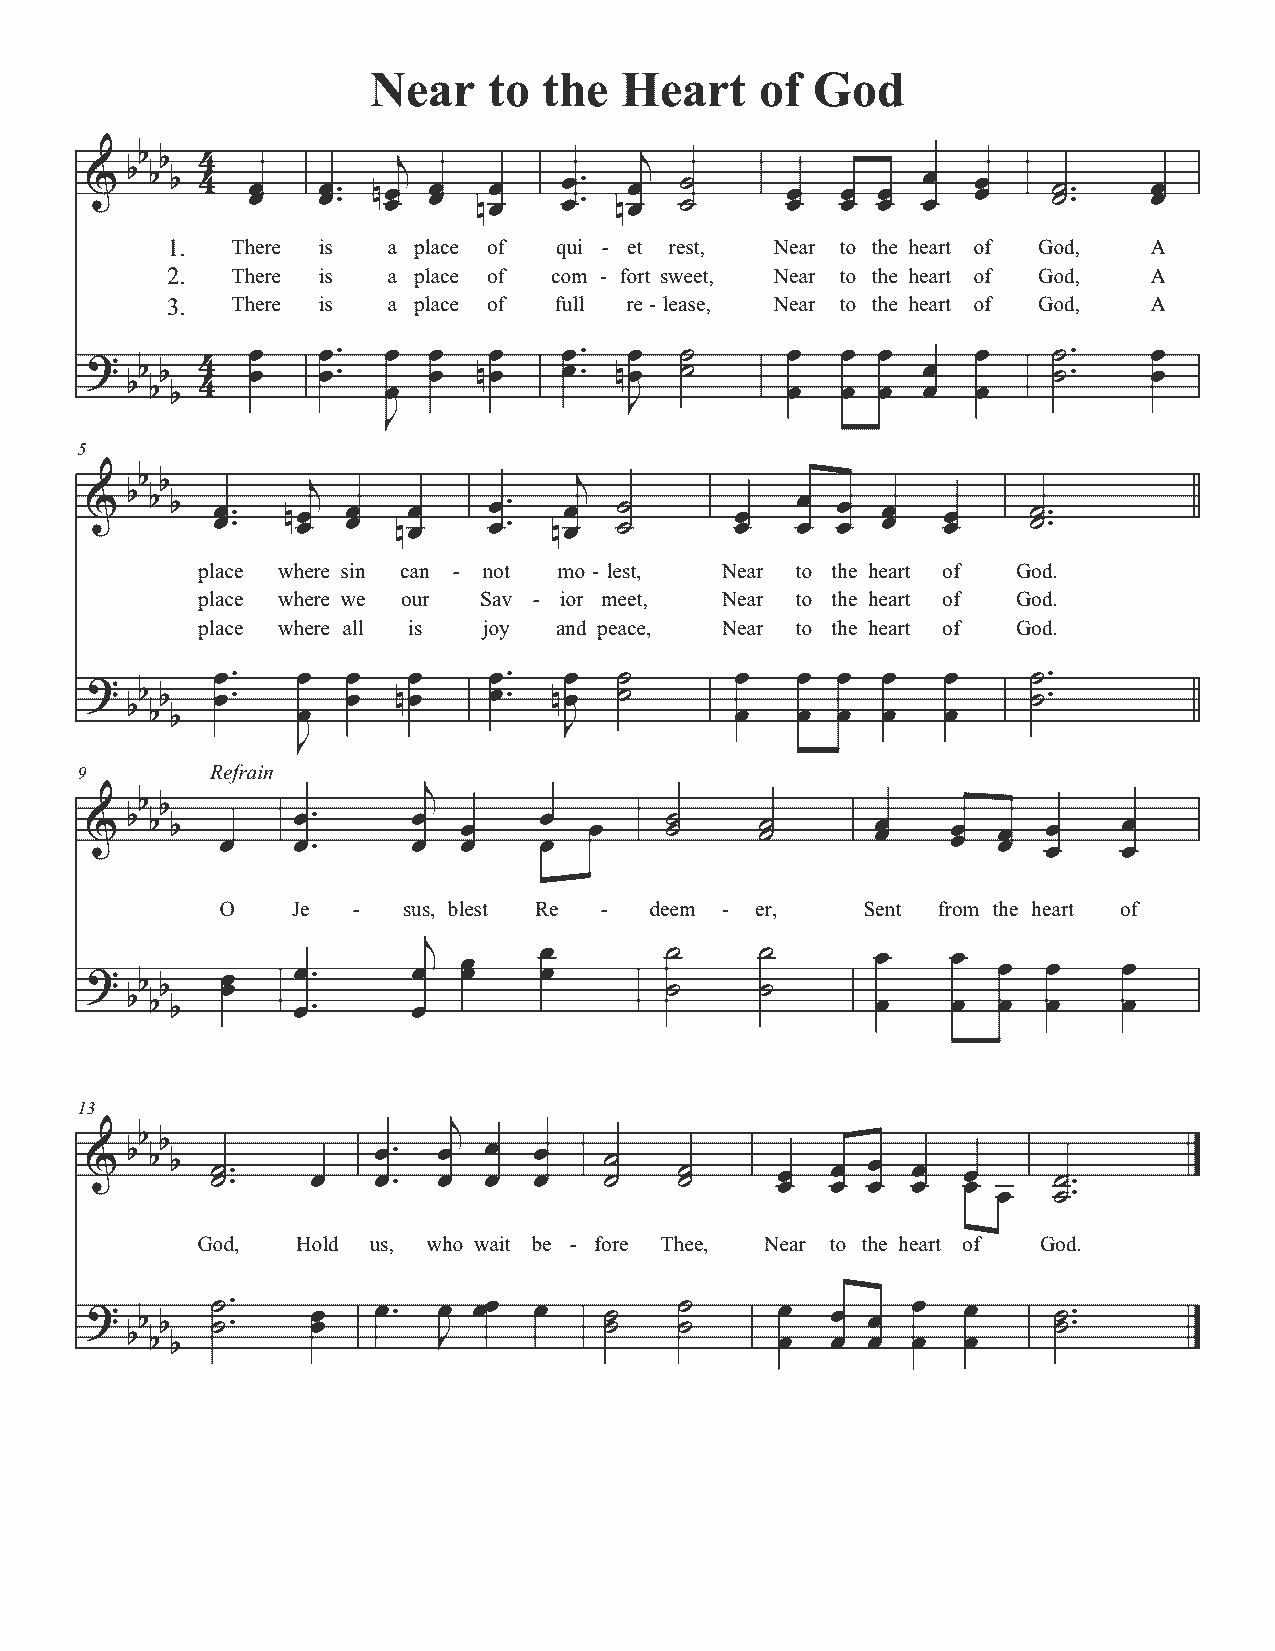 Near to the Heart of God
1. There is a place of qui - et rest, Near to the heart of God, A
2. There is a place of com - fort sweet, Near to the heart of God, A
3. There is a place of full re - lease, Near to the heart of God, A
5
place where sin can - not mo - lest, Near to the heart of God.
place where we our Sav - ior meet, Near to the heart of God.
place where all is joy and peace, Near to the heart of God.
9 Refrain
O Je - sus, blest Re - deem - er, Sent from the heart of
13
God, Hold us, who wait be - fore Thee, Near to the heart of God.